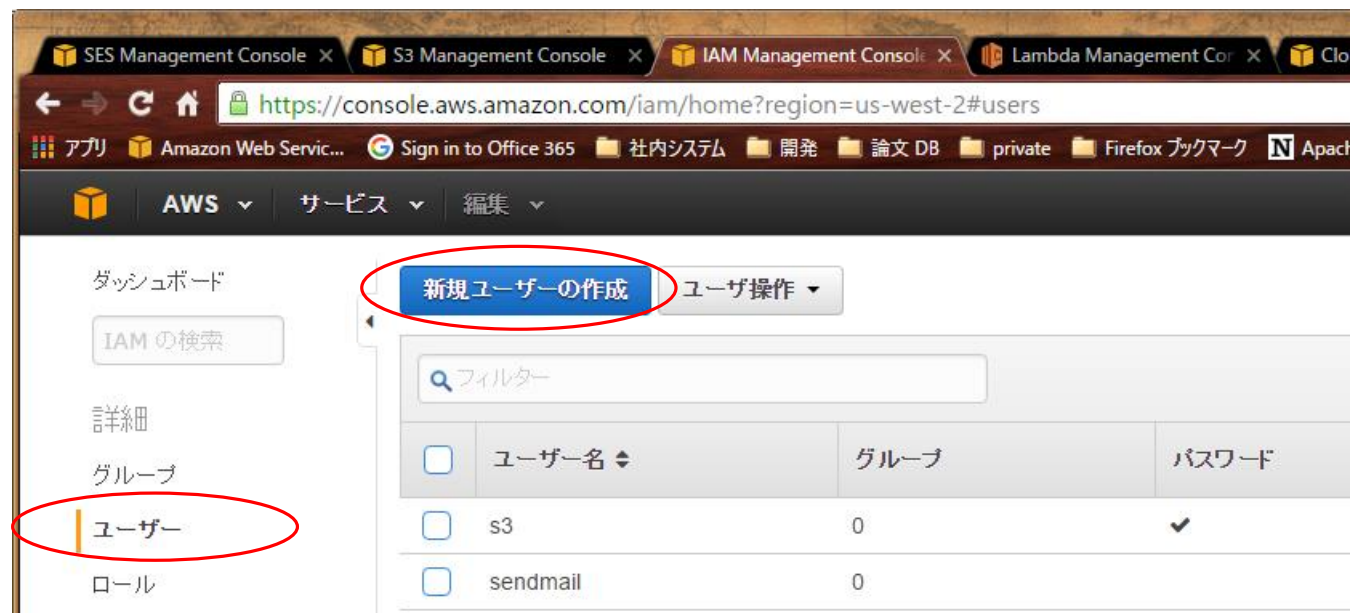 SES Management Console S3 Management Console IAM Management Console Lambda Management Con Clo
https://console.aws.amazon.com/iam/home?region=us-west-2#users
アプリ Amazon Web Servic... Sign in to Office 365 社内システム 開発 論文 DB private Firefox ブックマーク N Apach
AWS サービス 編集
ダッシュボード 新規ユーザーの作成 ユーザ操作
IAM の検索
フィルター
詳細
ユーザー名 グループ パスワード
グループ
ユーザー s3 0
ロール sendmail 0